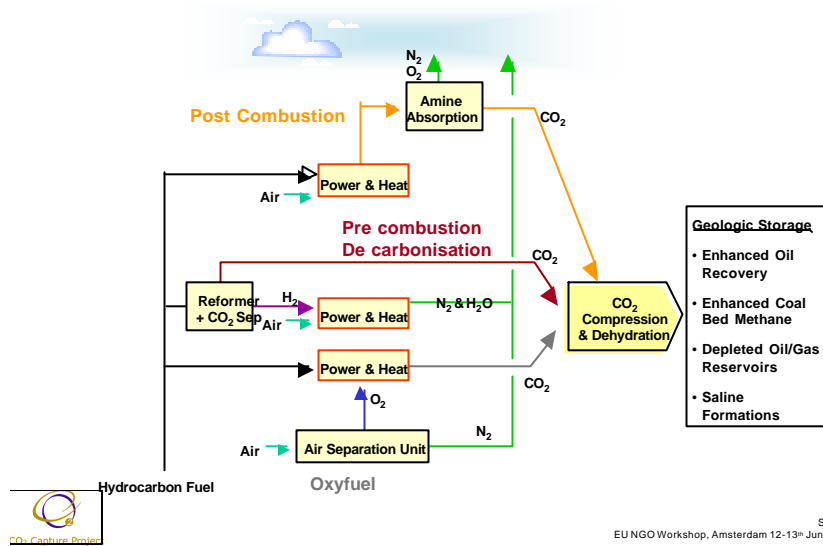 N₂
O₂
Amine
Absorption
CO₂
Post Combustion
Power & Heat
Air
Pre combustion
De carbonisation
CO₂
Geologic Storage
• Enhanced Oil
Recovery
• Enhanced Coal
Bed Methane
• Depleted Oil/Gas
Reservoirs
• Saline
Formations
Reformer
+ CO₂ Sep
H₂
Air
Power & Heat
N₂ & H₂O
CO₂
Compression
& Dehydration
Power & Heat
CO₂
O₂
Air
Air Separation Unit
N₂
Oxyfuel
Hydrocarbon Fuel
CO₂ Capture Project
S
EU NGO Workshop, Amsterdam 12-13th Jun